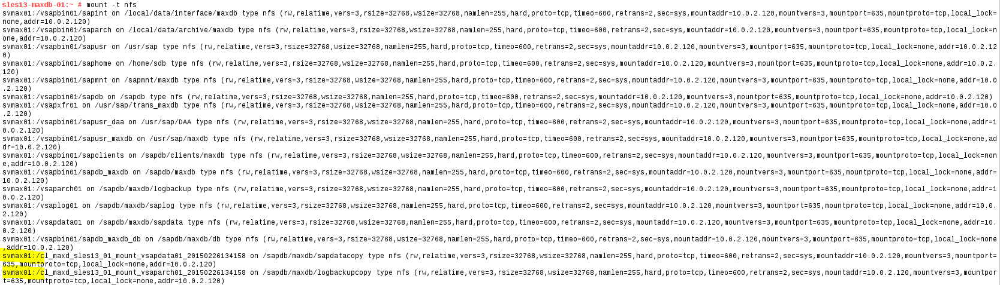 sles13-maxdb-01:~ # mount -t nfs
svmax01:/vsapbin01/sapint on /local/data/interface/maxdb type nfs (rw,relatime,vers=3,rsize=32768,wsize=32768,namlen=255,hard,proto=tcp,timeo=600,retrans=2,sec=sys,mountaddr=10.0.2.120,mountvers=3,mountport=635,mountproto=tcp,local_lock=
none,addr=10.0.2.120)
svmax01:/vsapbin01/saparch on /local/data/archive/maxdb type nfs (rw,relatime,vers=3,rsize=32768,wsize=32768,namlen=255,hard,proto=tcp,timeo=600,retrans=2,sec=sys,mountaddr=10.0.2.120,mountvers=3,mountport=635,mountproto=tcp,local_lock=n
one,addr=10.0.2.120)
svmax01:/vsapbin01/sapusr on /usr/sap type nfs (rw,relatime,vers=3,rsize=32768,wsize=32768,namlen=255,hard,proto=tcp,timeo=600,retrans=2,sec=sys,mountaddr=10.0.2.120,mountvers=3,mountport=635,mountproto=tcp,local_lock=none,addr=10.0.2.12
0)
svmax01:/vsapbin01/saphome on /home/sdb type nfs (rw,relatime,vers=3,rsize=32768,wsize=32768,namlen=255,hard,proto=tcp,timeo=600,retrans=2,sec=sys,mountaddr=10.0.2.120,mountvers=3,mountport=635,mountproto=tcp,local_lock=none,addr=10.0.2.
120)
svmax01:/vsapbin01/sapmnt on /sapmnt/maxdb type nfs (rw,relatime,vers=3,rsize=32768,wsize=32768,namlen=255,hard,proto=tcp,timeo=600,retrans=2,sec=sys,mountaddr=10.0.2.120,mountvers=3,mountport=635,mountproto=tcp,local_lock=none,addr=10.0
.2.120)
svmax01:/vsapbin01/sapdb on /sapdb type nfs (rw,relatime,vers=3,rsize=32768,wsize=32768,namlen=255,hard,proto=tcp,timeo=600,retrans=2,sec=sys,mountaddr=10.0.2.120,mountvers=3,mountport=635,mountproto=tcp,local_lock=none,addr=10.0.2.120)
svmax01:/vsapxfr01 on /usr/sap/trans_maxdb type nfs (rw,relatime,vers=3,rsize=32768,wsize=32768,namlen=255,hard,proto=tcp,timeo=600,retrans=2,sec=sys,mountaddr=10.0.2.120,mountvers=3,mountport=635,mountproto=tcp,local_lock=none,addr=10.0
.2.120)
svmax01:/vsapbin01/sapusr_daa on /usr/sap/DAA type nfs (rw,relatime,vers=3,rsize=32768,wsize=32768,namlen=255,hard,proto=tcp,timeo=600,retrans=2,sec=sys,mountaddr=10.0.2.120,mountvers=3,mountport=635,mountproto=tcp,local_lock=none,addr=1
0.0.2.120)
svmax01:/vsapbin01/sapusr_maxdb on /usr/sap/maxdb type nfs (rw,relatime,vers=3,rsize=32768,wsize=32768,namlen=255,hard,proto=tcp,timeo=600,retrans=2,sec=sys,mountaddr=10.0.2.120,mountvers=3,mountport=635,mountproto=tcp,local_lock=none,ad
dr=10.0.2.120)
svmax01:/vsapbin01/sapclients on /sapdb/clients/maxdb type nfs (rw,relatime,vers=3,rsize=32768,wsize=32768,namlen=255,hard,proto=tcp,timeo=600,retrans=2,sec=sys,mountaddr=10.0.2.120,mountvers=3,mountport=635,mountproto=tcp,local_lock=non
e,addr=10.0.2.120)
svmax01:/vsapbin01/sapdb_maxdb on /sapdb/maxdb type nfs (rw,relatime,vers=3,rsize=32768,wsize=32768,namlen=255,hard,proto=tcp,timeo=600,retrans=2,sec=sys,mountaddr=10.0.2.120,mountvers=3,mountport=635,mountproto=tcp,local_lock=none,addr=
10.0.2.120)
svmax01:/vsaparch01 on /sapdb/maxdb/logbackup type nfs (rw,relatime,vers=3,rsize=32768,wsize=32768,namlen=255,hard,proto=tcp,timeo=600,retrans=2,sec=sys,mountaddr=10.0.2.120,mountvers=3,mountport=635,mountproto=tcp,local_lock=none,addr=1
0.0.2.120)
svmax01:/vsaplog01 on /sapdb/maxdb/saplog type nfs (rw,relatime,vers=3,rsize=32768,wsize=32768,namlen=255,hard,proto=tcp,timeo=600,retrans=2,sec=sys,mountaddr=10.0.2.120,mountvers=3,mountport=635,mountproto=tcp,local_lock=none,addr=10.0.
2.120)
svmax01:/vsapdata01 on /sapdb/maxdb/sapdata type nfs (rw,relatime,vers=3,rsize=32768,wsize=32768,namlen=255,hard,proto=tcp,timeo=600,retrans=2,sec=sys,mountaddr=10.0.2.120,mountvers=3,mountport=635,mountproto=tcp,local_lock=none,addr=10.
0.2.120)
svmax01:/vsapbin01/sapdb_maxdb_db on /sapdb/maxdb/db type nfs (rw,relatime,vers=3,rsize=32768,wsize=32768,namlen=255,hard,proto=tcp,timeo=600,retrans=2,sec=sys,mountaddr=10.0.2.120,mountvers=3,mountport=635,mountproto=tcp,local_lock=none
,addr=10.0.2.120)
svmax01:/cl_maxd_sles13_01_mount_vsapdata01_20150226134158 on /sapdb/maxdb/sapdatacopy type nfs (rw,relatime,vers=3,rsize=32768,wsize=32768,namlen=255,hard,proto=tcp,timeo=600,retrans=2,sec=sys,mountaddr=10.0.2.120,mountvers=3,mountport=
635,mountproto=tcp,local_lock=none,addr=10.0.2.120)
svmax01:/cl_maxd_sles13_01_mount_vsaparch01_20150226134158 on /sapdb/maxdb/logbackupcopy type nfs (rw,relatime,vers=3,rsize=32768,wsize=32768,namlen=255,hard,proto=tcp,timeo=600,retrans=2,sec=sys,mountaddr=10.0.2.120,mountvers=3,mountpor
t=635,mountproto=tcp,local_lock=none,addr=10.0.2.120)